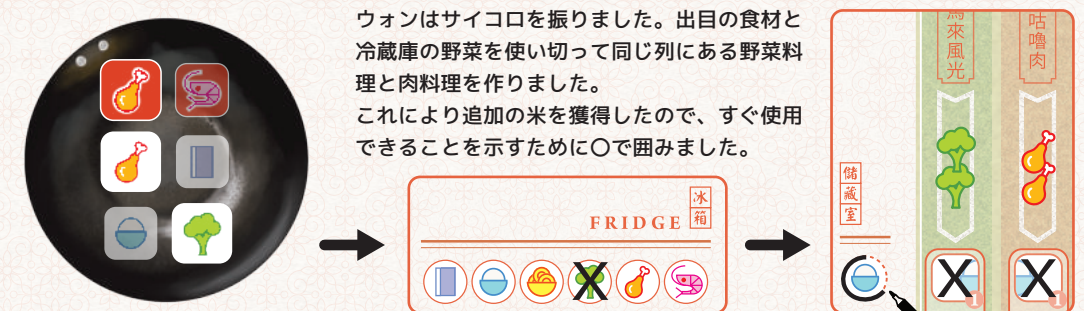 ウォンはサイコロを振りました。出目の食材と
冷蔵庫の野菜を使い切って同じ列にある野菜料
理と肉料理を作りました。
これにより追加の米を獲得したので、すぐ使用
できることを示すために〇で囲みました。
FRIDGE
冰箱
儲藏室
來風光
咕嚕肉
1
1